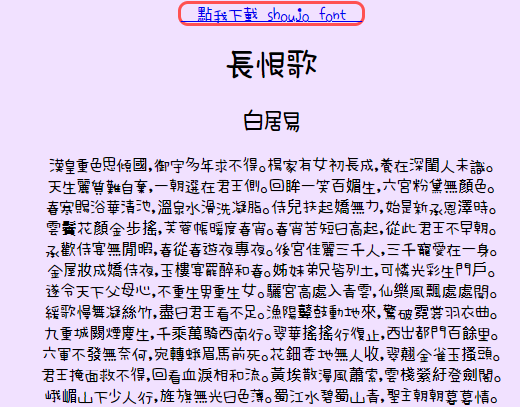 點我下載 shoujo font
長恨歌
白居易
漢皇重色思傾國,御宇多年求不得。楊家有女初長成,養在深閨人未識。
天生麗質難自棄,一朝選在君王側。回眸一笑百媚生,六宮粉黛無顏色。
春寒賜浴華清池,溫泉水滑洗凝脂。侍兒扶起嬌無力,始是新承恩澤時。
雲鬢花顏金步搖,芙蓉帳暖度春宵。春宵苦短日高起,從此君王不早朝。
承歡侍宴無閒暇,春從春遊夜專夜。後宮佳麗三千人,三千寵愛在一身。
金屋妝成嬌侍夜,玉樓宴罷醉和春。姊妹弟兄皆列土,可憐光彩生門戶。
遂令天下父母心,不重生男重生女。驪宮高處入青雲,仙樂風飄處處聞。
緩歌慢舞凝絲竹,盡日君王看不足。漁陽鼙鼓動地來,驚破霓裳羽衣曲。
九重城闕煙塵生,千乘萬騎西南行。翠華搖搖行復止,西出都門百餘里。
六軍不發無奈何,宛轉蛾眉馬前死。花鈿委地無人收,翠翹金雀玉搔頭。
君王掩面救不得,回看血淚相和流。黃埃散漫風蕭索,雲棧縈紆登劍閣。
峨嵋山下少人行,旌旗無光日色薄。蜀江水碧蜀山青,聖主朝朝暮暮情。